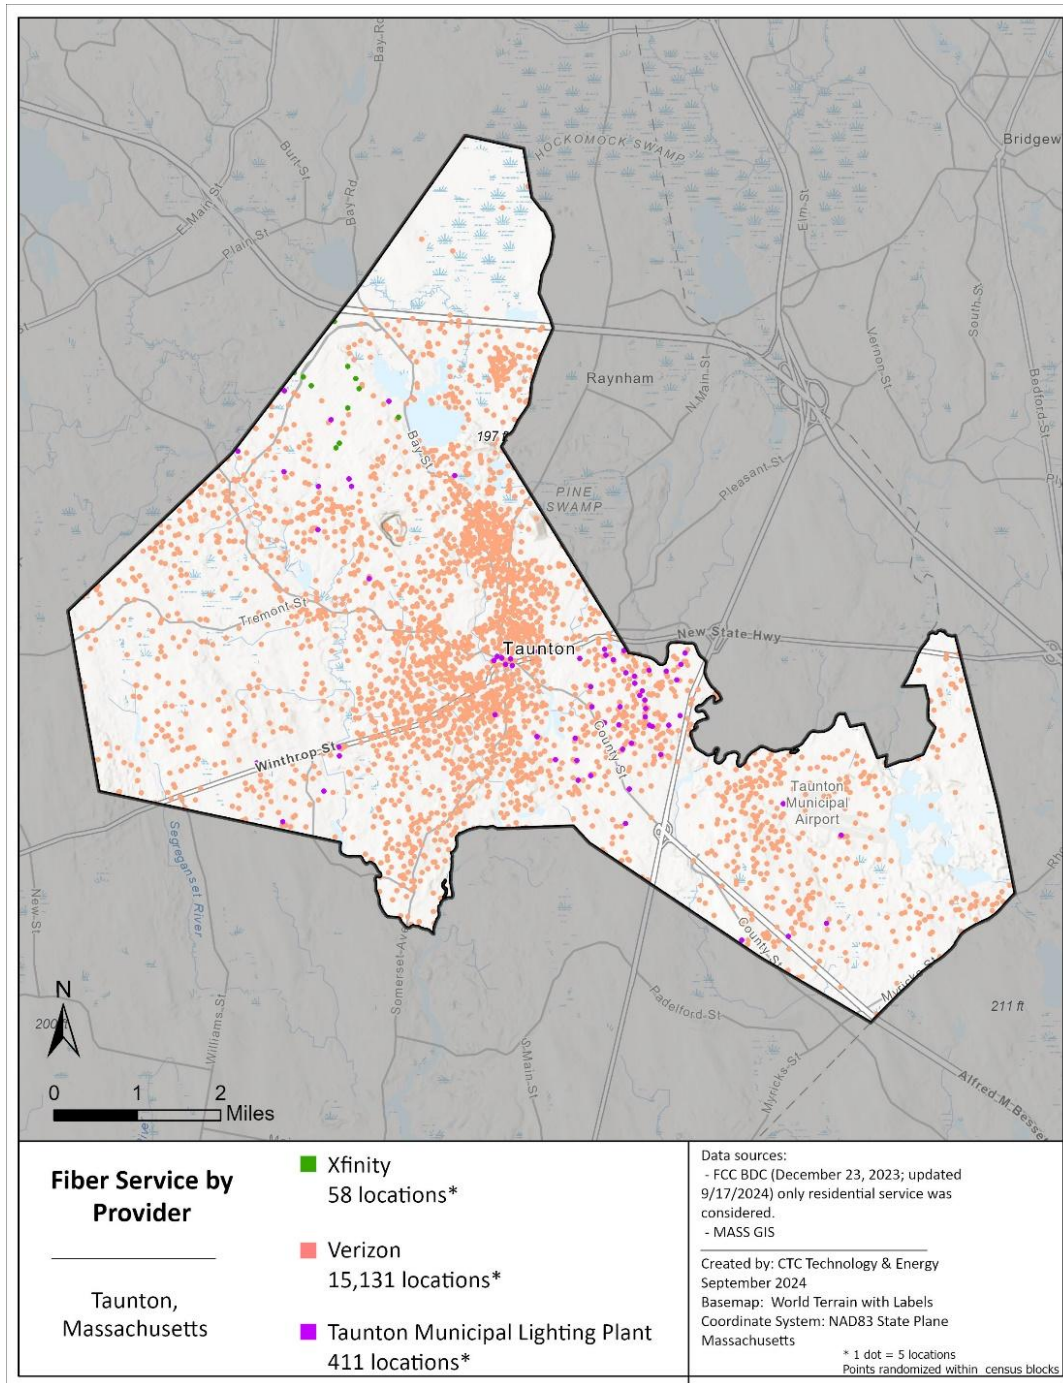 Bay Rd
HOCKOMOCK SWAMP
Bridgew
Burt St
Elm St
E Main St
Bay Rd
Plain St
South St
Vernon St
Raynham
N Main St
Bedford St
Bay St
197 ft
Pleasant St
PINE
SWAMP
Tremont St
New State Hwy
Taunton
County St
Winthrop St
Taunton
Municipal
Airport
Segreganset River
New St
County St
Somerset Ave
Myricks St
Padelford St
N
200 ft
211 ft
Williams St
S Main St
Myricks St
Alfred M Besse
0 1 2
Miles
Fiber Service by
Provider
Taunton,
Massachusetts
Xfinity
58 locations*
Verizon
15,131 locations*
Taunton Municipal Lighting Plant
411 locations*
Data sources:
- FCC BDC (December 23, 2023; updated
9/17/2024) only residential service was
considered.
- MASS GIS
Created by: CTC Technology & Energy
September 2024
Basemap: World Terrain with Labels
Coordinate System: NAD83 State Plane
Massachusetts
* 1 dot = 5 locations
Points randomized within census blocks